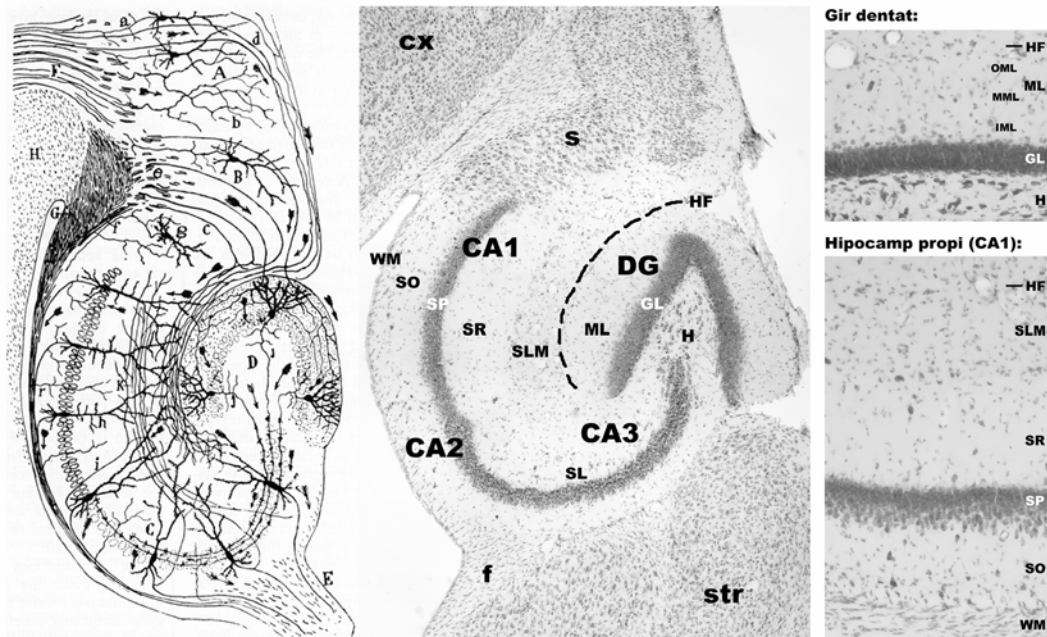 a
d
A
F
b
H
e
B
G
f
g
c
D
i
j
K
r
h
i
C
E
cx
S
HF
CA1
DG
WM
SO
SP
GL
SR
ML
H
SLM
CA2
CA3
SL
f
str
Gir dentat:
HF
OML
ML
MML
IML
GL
H
Hipocamp propi (CA1):
HF
SLM
SR
SP
SO
WM